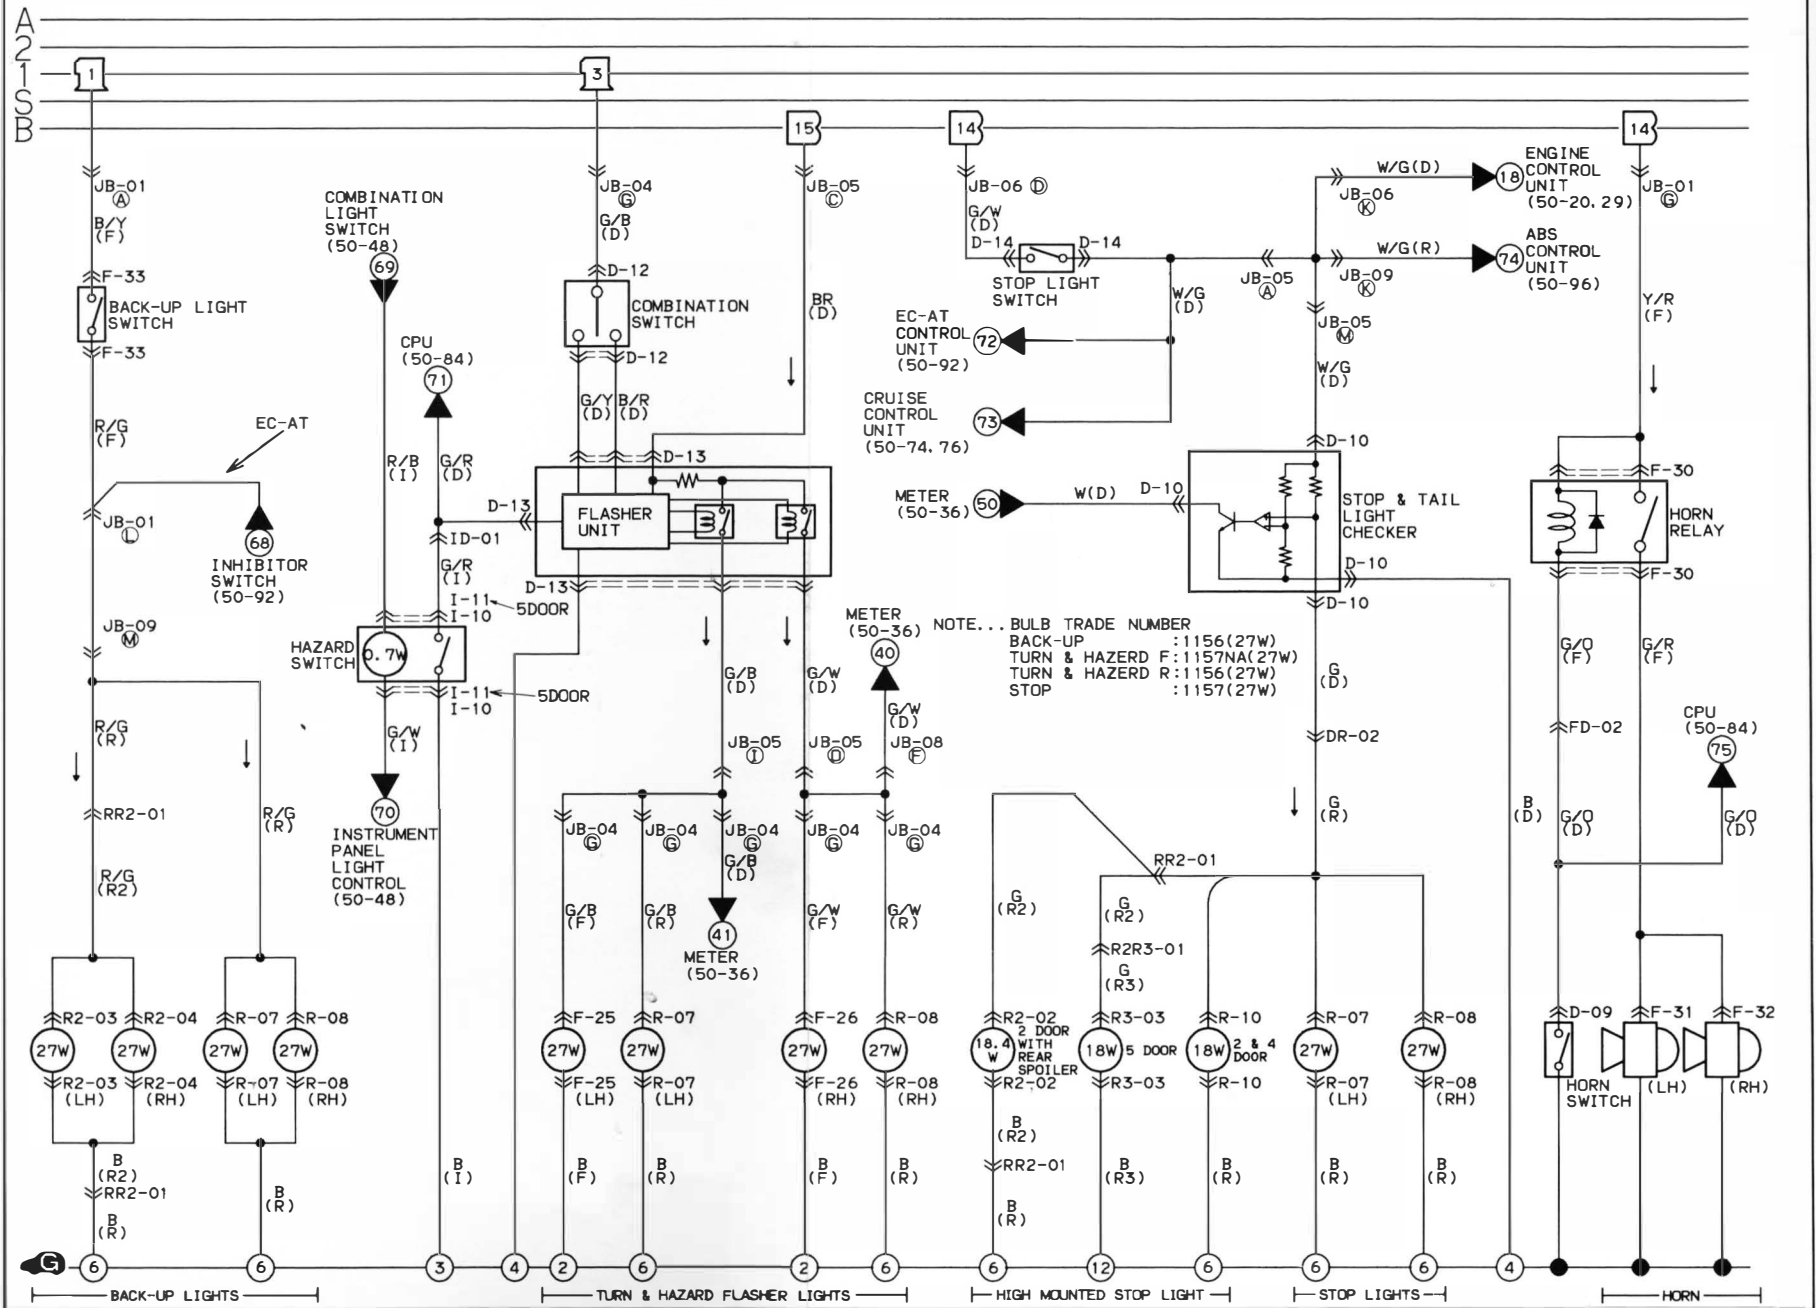 A
2
1
S
B
1
3
15
14
14
JB-01
Ⓐ
B/Y
(F)
F-33
BACK-UP LIGHT
SWITCH
F-33
R/G
(F)
EC-AT
JB-01
Ⓛ
68
INHIBITOR
SWITCH
(50-92)
JB-09
Ⓜ
R/G
(R)
RR2-01
R/G
(R)
R/G
(R2)
R2-03
R2-04
R-07
R-08
27W
27W
27W
27W
R2-03
(LH)
R2-04
(RH)
R-07
(LH)
R-08
(RH)
B
(R2)
RR2-01
B
(R)
B
(R)
COMBINATION
LIGHT
SWITCH
(50-48)
69
CPU
(50-84)
71
R/B
(I)
G/R
(D)
D-13
ID-01
G/R
(I)
I-11
5DOOR
I-10
HAZARD
SWITCH
0.7W
I-11
5DOOR
I-10
G/W
(I)
70
INSTRUMENT
PANEL
LIGHT
CONTROL
(50-48)
B
(I)
JB-04
Ⓖ
G/B
(D)
D-12
COMBINATION
SWITCH
D-12
G/Y
(D)
B/R
(D)
D-13
FLASHER
UNIT
D-13
JB-05
Ⓒ
BR
(D)
G/B
(D)
G/W
(D)
METER
(50-36)
40
G/W
(D)
JB-05
Ⓘ
JB-05
Ⓞ
JB-08
Ⓕ
JB-04
Ⓖ
JB-04
Ⓖ
JB-04
Ⓖ
JB-04
Ⓖ
JB-04
Ⓖ
G/B
(D)
G/B
(F)
G/B
(R)
41
METER
(50-36)
G/W
(F)
G/W
(R)
F-25
R-07
F-26
R-08
27W
27W
27W
27W
F-25
(LH)
R-07
(LH)
F-26
(RH)
R-08
(RH)
B
(F)
B
(R)
B
(F)
B
(R)
JB-06 Ⓓ
G/W
(D)
D-14
D-14
STOP LIGHT
SWITCH
W/G
(D)
JB-05
Ⓐ
JB-06
Ⓚ
W/G(D)
18
ENGINE
CONTROL
UNIT
(50-20,29)
JB-09
Ⓚ
W/G(R)
74
ABS
CONTROL
UNIT
(50-96)
EC-AT
CONTROL
UNIT
(50-92)
72
CRUISE
CONTROL
UNIT
(50-74,76)
73
JB-05
Ⓜ
W/G
(D)
D-10
METER
(50-36)
50
W(D)
D-10
STOP & TAIL
LIGHT
CHECKER
D-10
D-10
NOTE...BULB TRADE NUMBER
BACK-UP :1156(27W)
TURN & HAZERD F:1157NA(27W)
TURN & HAZERD R:1156(27W)
STOP :1157(27W)
G
(D)
DR-02
G
(R)
B
(D)
RR2-01
G
(R2)
G
(R2)
R2R3-01
G
(R3)
R2-02
R3-03
R-10
R-07
R-08
18.4
W
2 DOOR
WITH
REAR
SPOILER
18W
5 DOOR
18W
2 & 4
DOOR
27W
27W
R2-02
R3-03
R-10
R-07
(LH)
R-08
(RH)
B
(R2)
RR2-01
B
(R)
B
(R3)
B
(R)
B
(R)
B
(R)
JB-01
Ⓖ
Y/R
(F)
F-30
HORN
RELAY
F-30
G/O
(F)
G/R
(F)
FD-02
CPU
(50-84)
75
G/O
(D)
G/O
(D)
D-09
F-31
F-32
HORN
SWITCH
(LH)
(RH)
G
6
6
3
4
2
6
2
6
6
12
6
6
6
4
BACK-UP LIGHTS
TURN & HAZARD FLASHER LIGHTS
HIGH MOUNTED STOP LIGHT
STOP LIGHTS
HORN